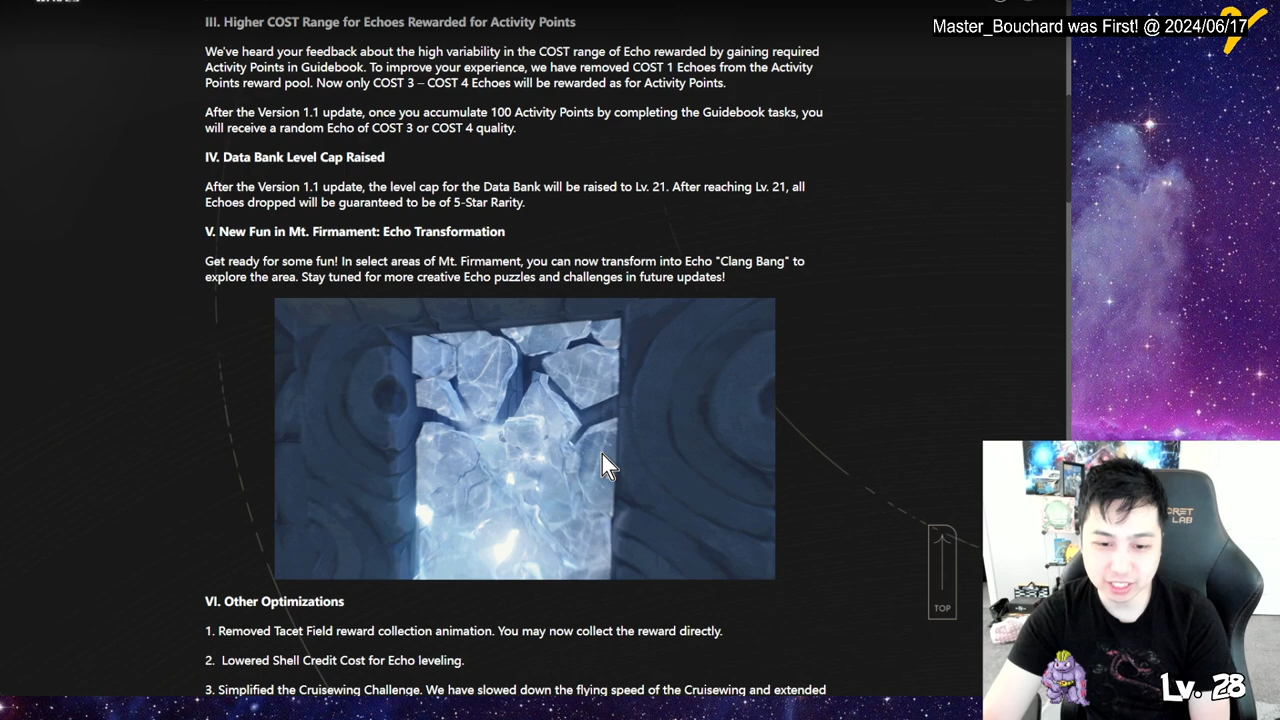 III. Higher COST Range for Echoes Rewarded for Activity Points
Master_Bouchard was First! @ 2024/06/17
We've heard your feedback about the high variability in the COST range of Echo rewarded by gaining required
Activity Points in Guidebook. To improve your experience, we have removed COST 1 Echoes from the Activity
Points reward pool. Now only COST 3 – COST 4 Echoes will be rewarded as for Activity Points.
After the Version 1.1 update, once you accumulate 100 Activity Points by completing the Guidebook tasks, you
will receive a random Echo of COST 3 or COST 4 quality.
IV. Data Bank Level Cap Raised
After the Version 1.1 update, the level cap for the Data Bank will be raised to Lv. 21. After reaching Lv. 21, all
Echoes dropped will be guaranteed to be of 5-Star Rarity.
V. New Fun in Mt. Firmament: Echo Transformation
Get ready for some fun! In select areas of Mt. Firmament, you can now transform into Echo "Clang Bang" to
explore the area. Stay tuned for more creative Echo puzzles and challenges in future updates!
TOP
VI. Other Optimizations
1. Removed Tacet Field reward collection animation. You may now collect the reward directly.
2. Lowered Shell Credit Cost for Echo leveling.
3. Simplified the Cruisewing Challenge. We have slowed down the flying speed of the Cruisewing and extended
LAB
Lv. 28